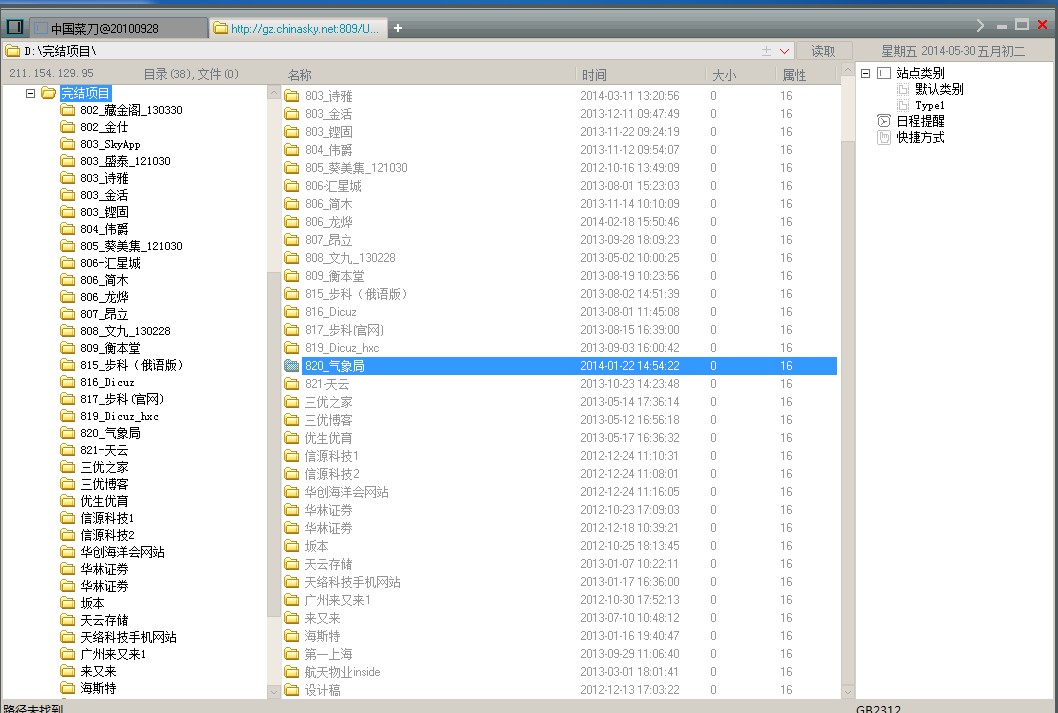 中国菜刀@20100928
http://gz.chinasky.net:809/U...
+
D:\完结项目\
读取
星期五 2014-05-30 五月初二
211.154.129.95 目录(38),文件(0)
名称 时间 大小 属性
完结项目
802_藏金阁_130330
802_金仕
803_SkyApp
803_盛泰_121030
803_诗雅
803_金活
803_铿固
804_伟爵
805_葵美集_121030
806-汇星城
806_简木
806_龙烨
807_昂立
808_文九_130228
809_衡本堂
815_步科（俄语版）
816_Dicuz
817_步科(官网)
819_Dicuz_hxc
820_气象局
821-天云
三优之家
三优博客
优生优育
信源科技1
信源科技2
华创海洋会网站
华林证券
华林证劵
坂本
天云存储
天络科技手机网站
广州来又来1
来又来
海斯特
803_诗雅 2014-03-11 13:20:56 0 16
803_金活 2013-12-11 09:47:49 0 16
803_铿固 2013-11-22 09:24:19 0 16
804_伟爵 2013-11-12 09:54:07 0 16
805_葵美集_121030 2012-10-16 13:49:09 0 16
806-汇星城 2013-08-01 15:23:03 0 16
806_简木 2013-11-14 10:10:09 0 16
806_龙烨 2014-02-18 15:50:46 0 16
807_昂立 2013-09-28 18:09:23 0 16
808_文九_130228 2013-05-02 10:00:25 0 16
809_衡本堂 2013-08-19 10:23:56 0 16
815_步科（俄语版） 2013-08-02 14:51:39 0 16
816_Dicuz 2013-08-01 11:45:08 0 16
817_步科(官网) 2013-08-15 16:39:00 0 16
819_Dicuz_hxc 2013-09-03 16:00:42 0 16
820_气象局 2014-01-22 14:54:22 0 16
821-天云 2013-10-23 14:23:48 0 16
三优之家 2013-05-14 17:36:14 0 16
三优博客 2013-05-12 16:56:18 0 16
优生优育 2013-05-17 16:36:32 0 16
信源科技1 2012-12-24 11:10:31 0 16
信源科技2 2012-12-24 11:08:01 0 16
华创海洋会网站 2012-12-24 11:16:05 0 16
华林证券 2012-10-23 17:09:03 0 16
华林证劵 2012-12-18 10:39:21 0 16
坂本 2012-10-25 18:13:45 0 16
天云存储 2013-01-07 10:22:11 0 16
天络科技手机网站 2013-01-17 16:36:00 0 16
广州来又来1 2012-10-30 17:52:13 0 16
来又来 2013-07-10 10:48:12 0 16
海斯特 2013-01-16 19:40:47 0 16
第一上海 2013-09-29 11:06:40 0 16
航天物业inside 2013-03-01 18:01:41 0 16
设计稿 2012-12-13 17:03:22 0 16
站点类别
默认类别
Type1
日程提醒
快捷方式
路径未找到
GB2312